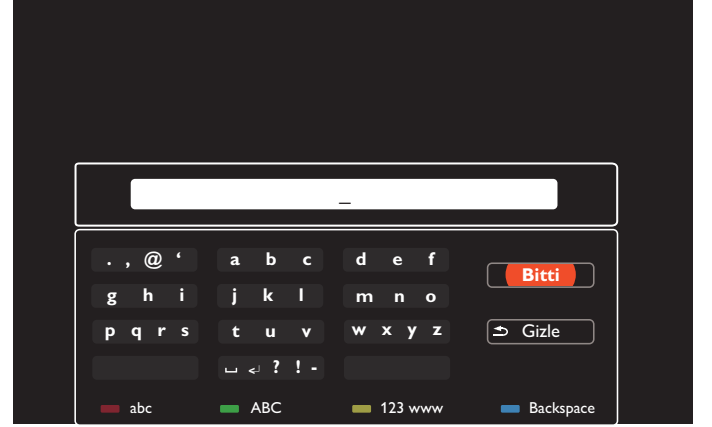 _
. , @ ‘ a b c d e f
Bitti
g h i j k l m n o
p q r s t u v w x y z
Gizle
␣ ↵ ? ! -
abc ABC 123 www Backspace